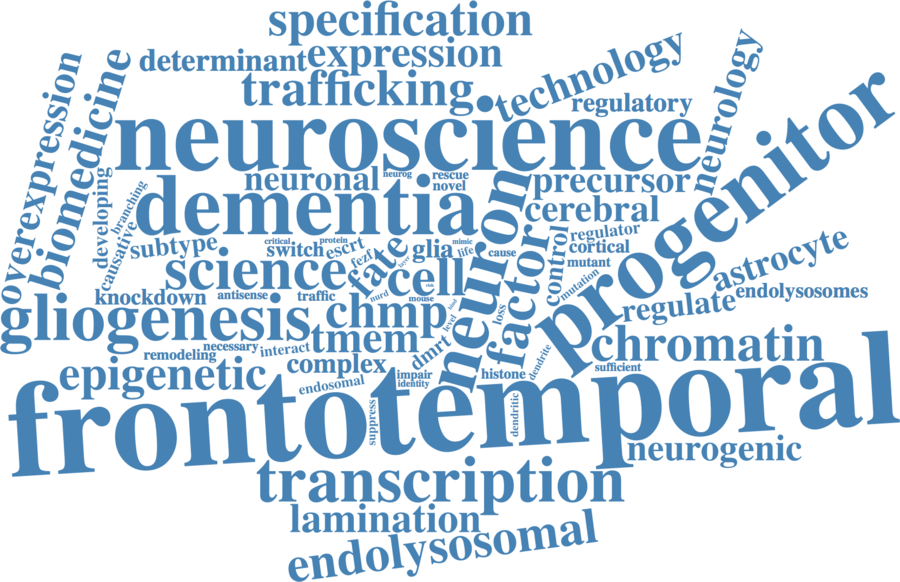 specification
determinant
expression
trafficking
technology
regulatory
neurology
overexpression
biomedicine
neuroscience
progenitor
developing
branching
causative
neuronal
neurog
rescue
novel
precursor
dementia
cerebral
neuron
subtype
critical
switch
protein
escrt
fezf
fate
glia
mimic
life
cause
factor
control
regulator
cortical
mutant
mutation
astrocyte
science
cell
knockdown
antisense
traffic
nurd
mouse
regulate
endolysosomes
gliogenesis
chmp
tmem
level
loss
chromatin
remodeling
necessary
interact
complex
dmrt
dendrite
sufficient
epigenetic
endosomal
impair
identity
histone
frontotemporal
suppress
dendritic
neurogenic
transcription
lamination
endolysosomal